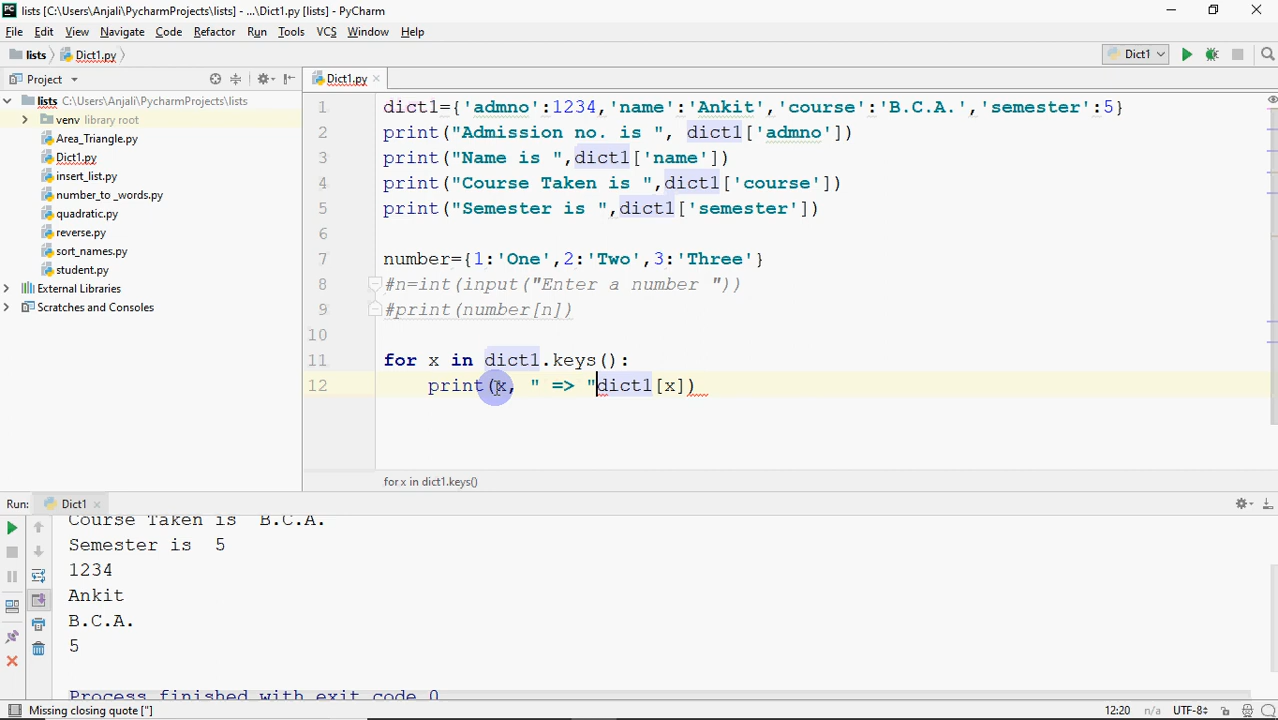 PC lists [C:\Users\Anjali\PycharmProjects\lists] - ...\Dict1.py [lists] - PyCharm
File Edit View Navigate Code Refactor Run Tools VCS Window Help
lists Dict1.py Dict1
Project Dict1.py
lists C:\Users\Anjali\PycharmProjects\lists
venv library root
Area_Triangle.py
Dict1.py
insert_list.py
number_to _words.py
quadratic.py
reverse.py
sort_names.py
student.py
External Libraries
Scratches and Consoles
1 dict1={'admno':1234,'name':'Ankit','course':'B.C.A.','semester':5}
2 print("Admission no. is ", dict1['admno'])
3 print("Name is ",dict1['name'])
4 print("Course Taken is ",dict1['course'])
5 print("Semester is ",dict1['semester'])
6
7 number={1:'One',2:'Two',3:'Three'}
8 #n=int(input("Enter a number "))
9 #print(number[n])
10
11 for x in dict1.keys():
12 print(x, " => "dict1[x])
for x in dict1.keys()
Run: Dict1
Course Taken is B.C.A.
Semester is 5
1234
Ankit
B.C.A.
5
Process finished with exit code 0
Missing closing quote ["] 12:20 n/a UTF-8